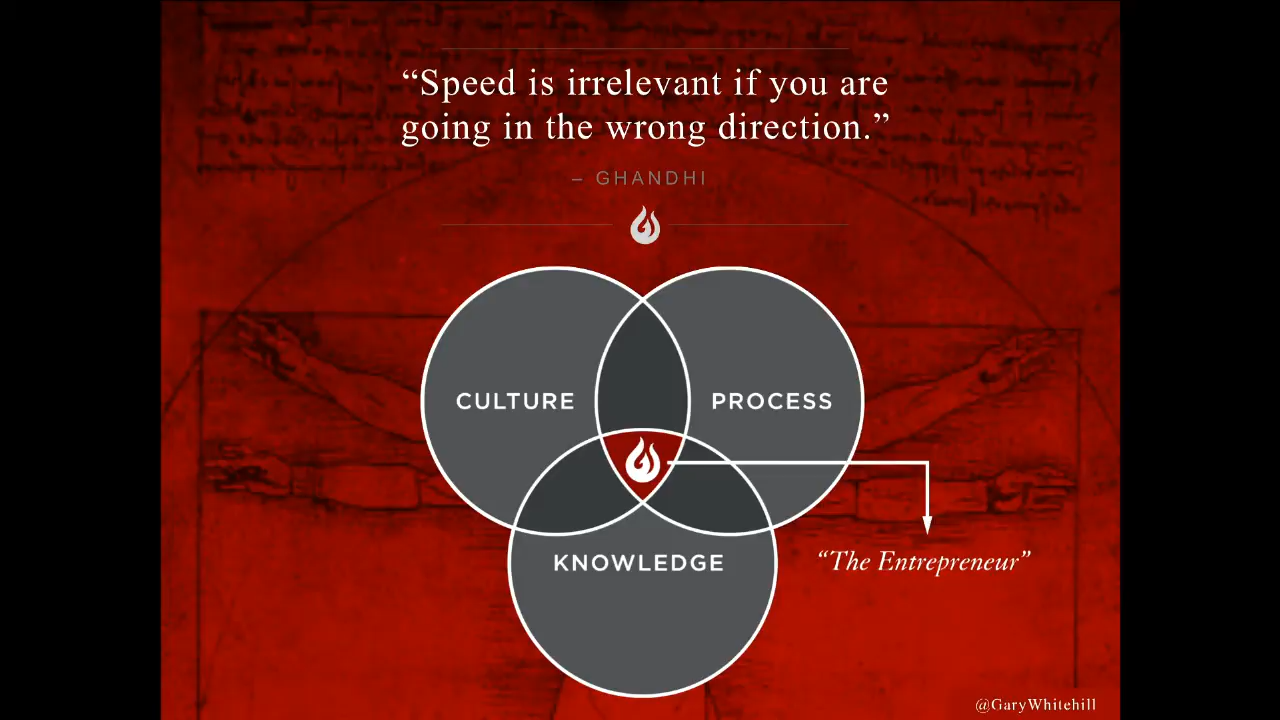 “Speed is irrelevant if you are
going in the wrong direction.”
– GHANDHI
CULTURE
PROCESS
KNOWLEDGE
“The Entrepreneur”
@GaryWhitehill